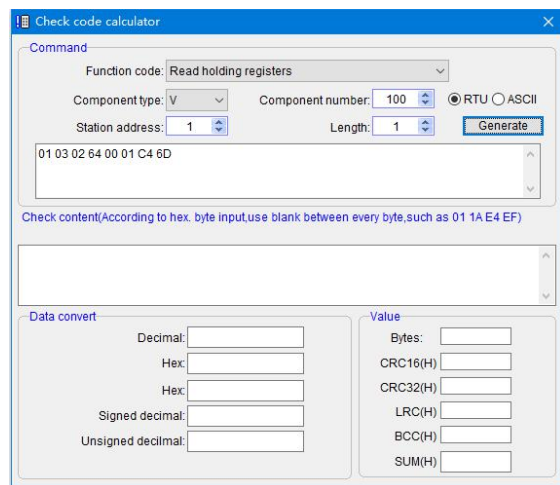 Check code calculator
Command
Function code: Read holding registers
Component type: V Component number: 100 RTU ASCII
Station address: 1 Length: 1 Generate
01 03 02 64 00 01 C4 6D
Check content(According to hex. byte input,use blank between every byte,such as 01 1A E4 EF)
Data convert
Decimal:
Hex:
Hex:
Signed decimal:
Unsigned decilmal:
Value
Bytes:
CRC16(H)
CRC32(H)
LRC(H)
BCC(H)
SUM(H)